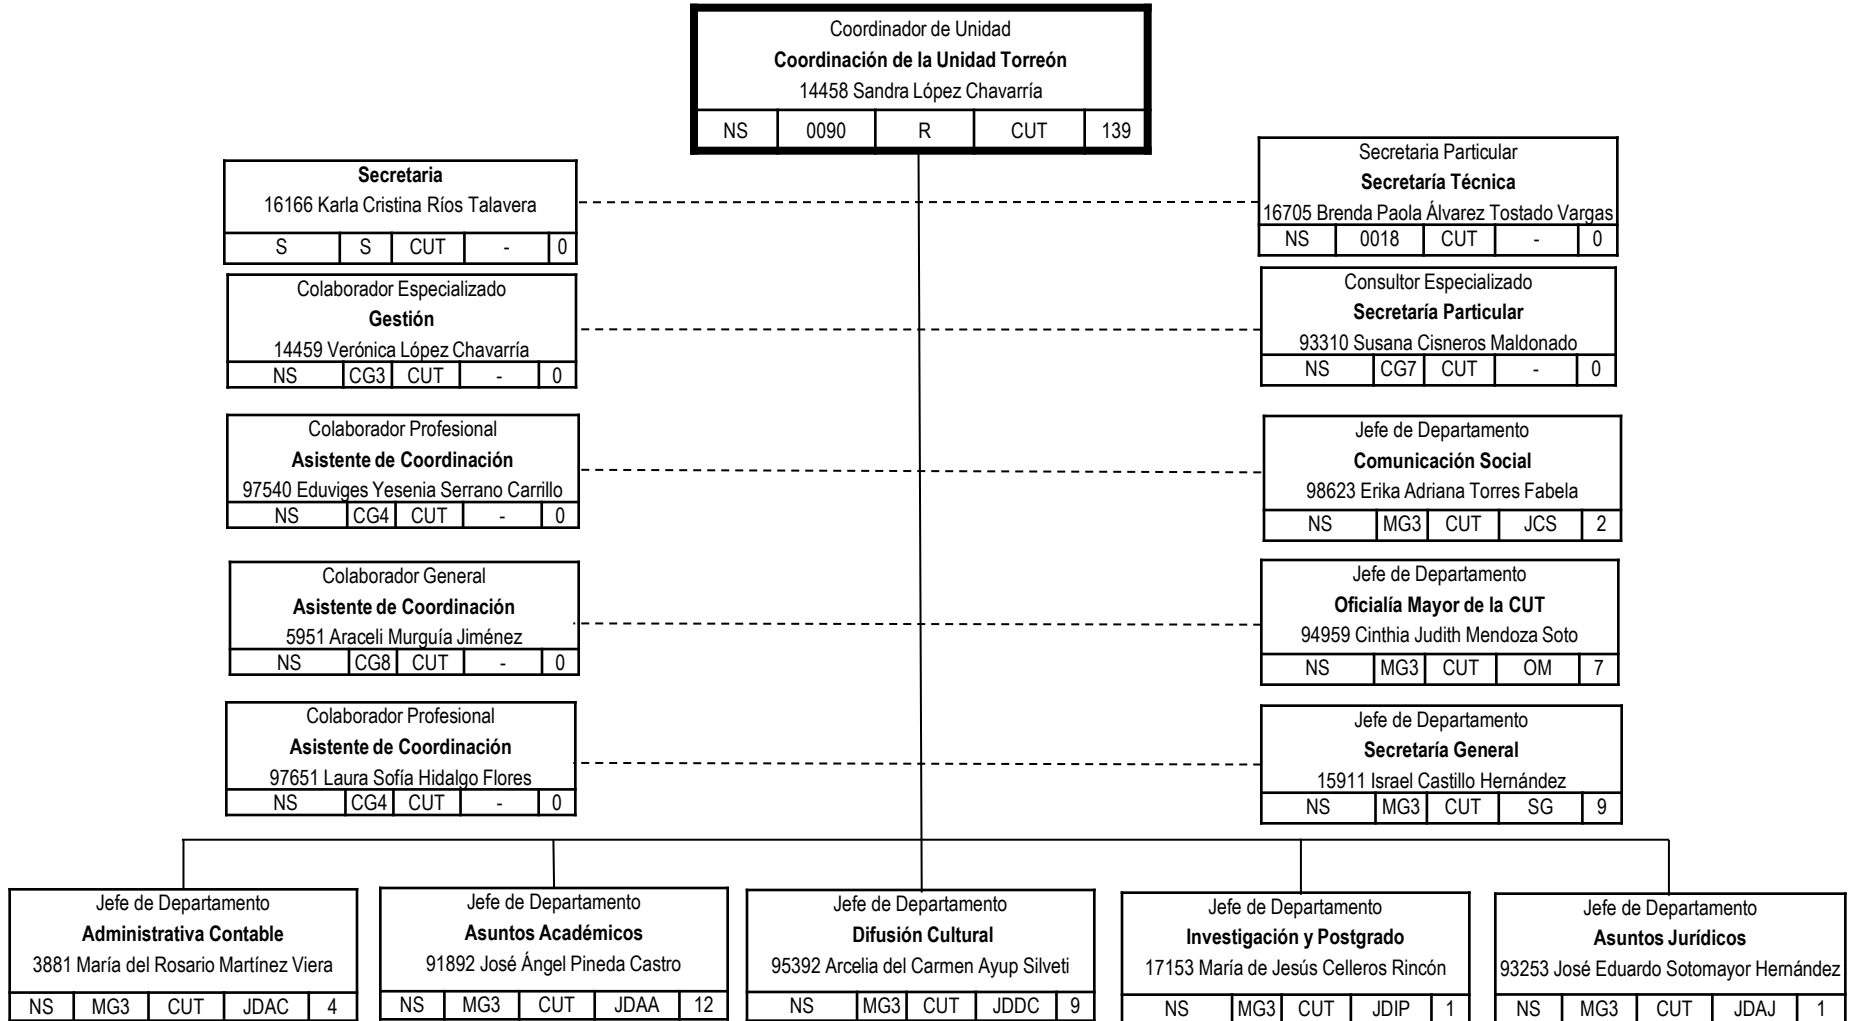 Coordinador de Unidad
Coordinación de la Unidad Torreón
14458 Sandra López Chavarría
NS 0090 R CUT 139
Secretaria
16166 Karla Cristina Ríos Talavera
S S CUT - 0
Secretaria Particular
Secretaría Técnica
16705 Brenda Paola Álvarez Tostado Vargas
NS 0018 CUT - 0
Colaborador Especializado
Gestión
14459 Verónica López Chavarría
NS CG3 CUT - 0
Consultor Especializado
Secretaría Particular
93310 Susana Cisneros Maldonado
NS CG7 CUT - 0
Colaborador Profesional
Asistente de Coordinación
97540 Eduviges Yesenia Serrano Carrillo
NS CG4 CUT - 0
Jefe de Departamento
Comunicación Social
98623 Erika Adriana Torres Fabela
NS MG3 CUT JCS 2
Colaborador General
Asistente de Coordinación
5951 Araceli Murguía Jiménez
NS CG8 CUT - 0
Jefe de Departamento
Oficialía Mayor de la CUT
94959 Cinthia Judith Mendoza Soto
NS MG3 CUT OM 7
Colaborador Profesional
Asistente de Coordinación
97651 Laura Sofía Hidalgo Flores
NS CG4 CUT - 0
Jefe de Departamento
Secretaría General
15911 Israel Castillo Hernández
NS MG3 CUT SG 9
Jefe de Departamento
Administrativa Contable
3881 María del Rosario Martínez Viera
NS MG3 CUT JDAC 4
Jefe de Departamento
Asuntos Académicos
91892 José Ángel Pineda Castro
NS MG3 CUT JDAA 12
Jefe de Departamento
Difusión Cultural
95392 Arcelia del Carmen Ayup Silveti
NS MG3 CUT JDDC 9
Jefe de Departamento
Investigación y Postgrado
17153 María de Jesús Celleros Rincón
NS MG3 CUT JDIP 1
Jefe de Departamento
Asuntos Jurídicos
93253 José Eduardo Sotomayor Hernández
NS MG3 CUT JDAJ 1